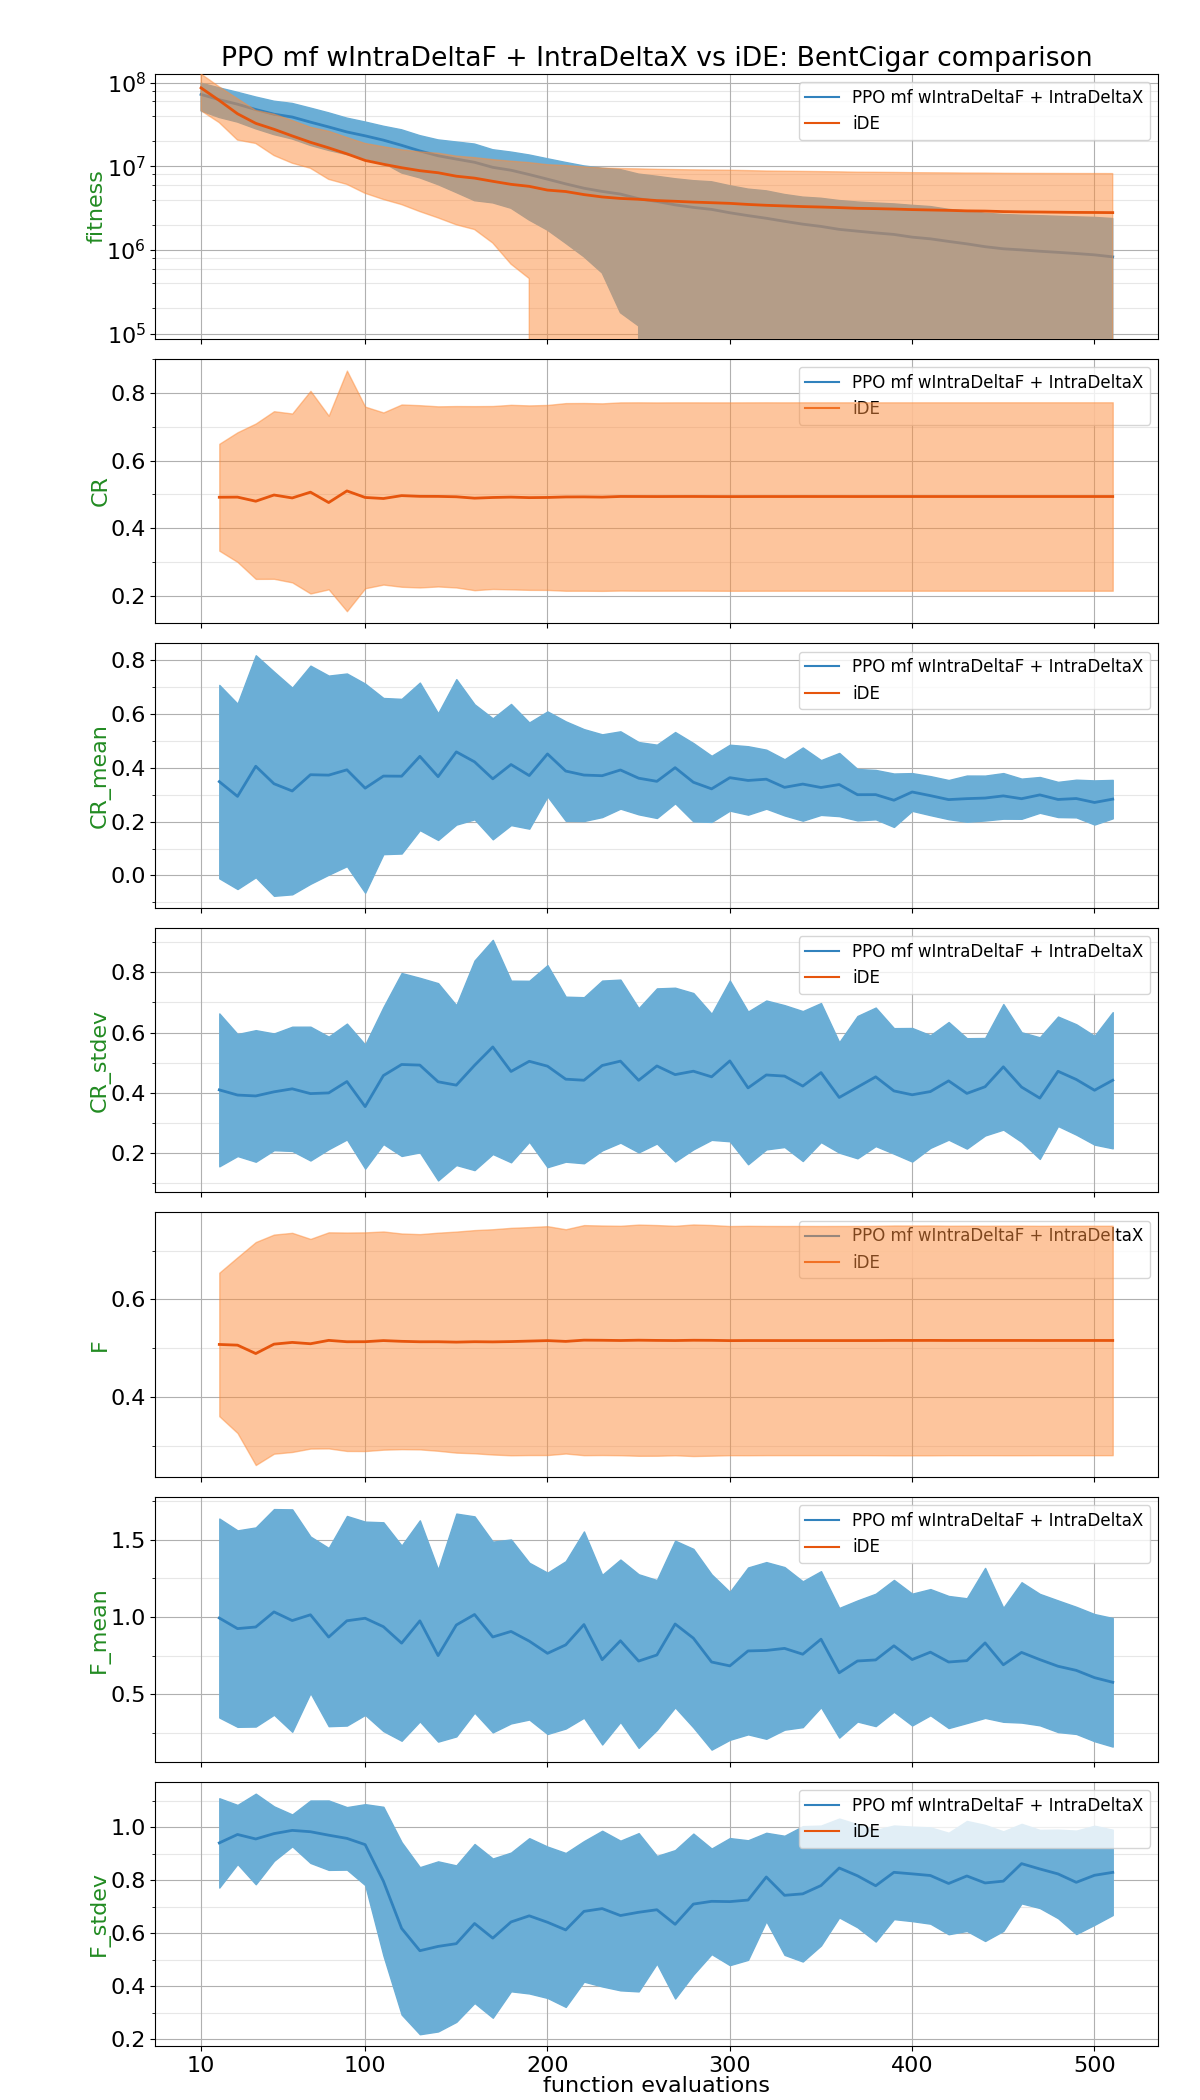 PPO mf wIntraDeltaF + IntraDeltaX vs iDE: BentCigar comparison
10^8
10^7
10^6
10^5
fitness
PPO mf wIntraDeltaF + IntraDeltaX
iDE
0.8
0.6
0.4
0.2
CR
PPO mf wIntraDeltaF + IntraDeltaX
iDE
0.8
0.6
0.4
0.2
0.0
CR_mean
PPO mf wIntraDeltaF + IntraDeltaX
iDE
0.8
0.6
0.4
0.2
CR_stdev
PPO mf wIntraDeltaF + IntraDeltaX
iDE
0.6
0.4
F
PPO mf wIntraDeltaF + IntraDeltaX
iDE
1.5
1.0
0.5
F_mean
PPO mf wIntraDeltaF + IntraDeltaX
iDE
1.0
0.8
0.6
0.4
0.2
F_stdev
PPO mf wIntraDeltaF + IntraDeltaX
iDE
10 100 200 300 400 500
function evaluations